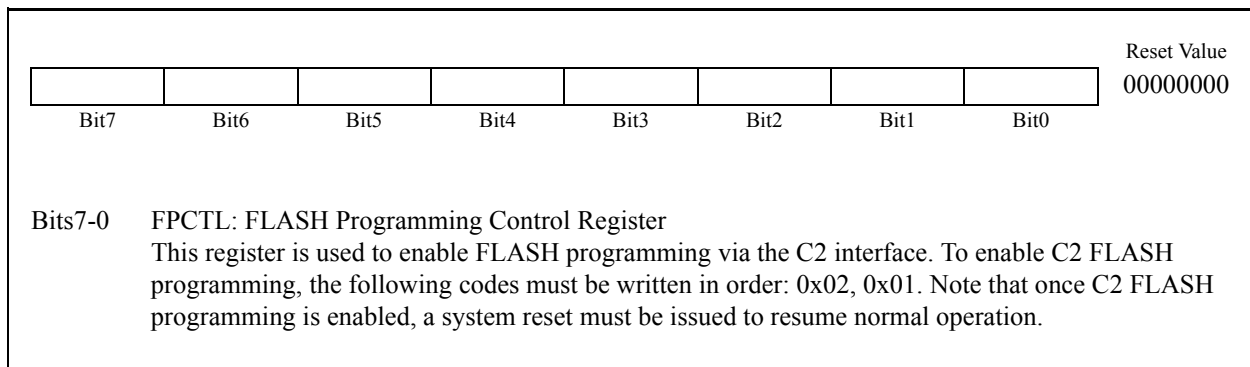 Reset Value
00000000
Bit7 Bit6 Bit5 Bit4 Bit3 Bit2 Bit1 Bit0
Bits7-0 FPCTL: FLASH Programming Control Register
This register is used to enable FLASH programming via the C2 interface. To enable C2 FLASH
programming, the following codes must be written in order: 0x02, 0x01. Note that once C2 FLASH
programming is enabled, a system reset must be issued to resume normal operation.